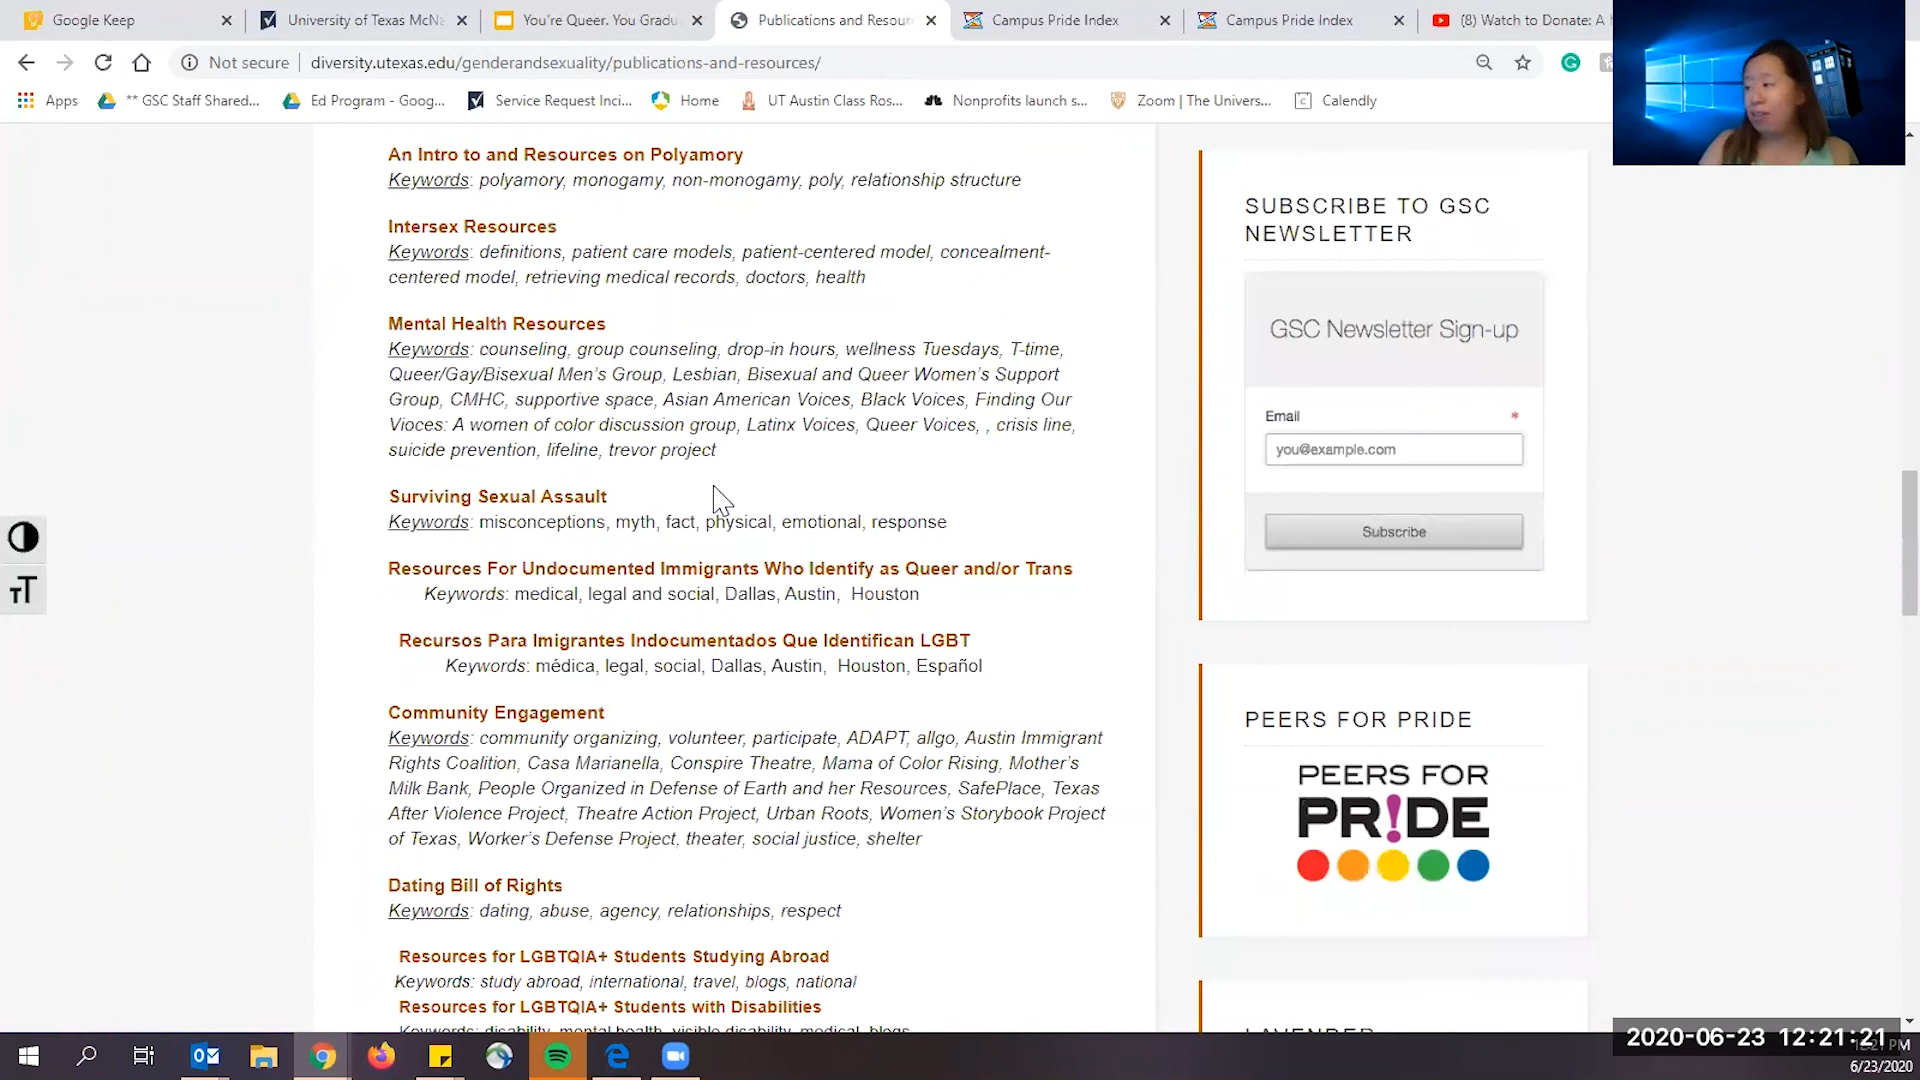 Google Keep
University of Texas McNa
You're Queer. You Gradu
Publications and Resour
Campus Pride Index
Campus Pride Index
(8) Watch to Donate: A
Not secure
diversity.utexas.edu/genderandsexuality/publications-and-resources/
Apps
** GSC Staff Shared...
Ed Program - Goog...
Service Request Inci...
Home
UT Austin Class Ros...
Nonprofits launch s...
Zoom | The Univers...
Calendly
An Intro to and Resources on Polyamory
Keywords: polyamory, monogamy, non-monogamy, poly, relationship structure
Intersex Resources
Keywords: definitions, patient care models, patient-centered model, concealment-
centered model, retrieving medical records, doctors, health
Mental Health Resources
Keywords: counseling, group counseling, drop-in hours, wellness Tuesdays, T-time,
Queer/Gay/Bisexual Men's Group, Lesbian, Bisexual and Queer Women's Support
Group, CMHC, supportive space, Asian American Voices, Black Voices, Finding Our
Vioces: A women of color discussion group, Latinx Voices, Queer Voices, , crisis line,
suicide prevention, lifeline, trevor project
Surviving Sexual Assault
Keywords: misconceptions, myth, fact, physical, emotional, response
Resources For Undocumented Immigrants Who Identify as Queer and/or Trans
Keywords: medical, legal and social, Dallas, Austin, Houston
Recursos Para Imigrantes Indocumentados Que Identifican LGBT
Keywords: médica, legal, social, Dallas, Austin, Houston, Español
Community Engagement
Keywords: community organizing, volunteer, participate, ADAPT, allgo, Austin Immigrant
Rights Coalition, Casa Marianella, Conspire Theatre, Mama of Color Rising, Mother's
Milk Bank, People Organized in Defense of Earth and her Resources, SafePlace, Texas
After Violence Project, Theatre Action Project, Urban Roots, Women's Storybook Project
of Texas, Worker's Defense Project, theater, social justice, shelter
Dating Bill of Rights
Keywords: dating, abuse, agency, relationships, respect
Resources for LGBTQIA+ Students Studying Abroad
Keywords: study abroad, international, travel, blogs, national
Resources for LGBTQIA+ Students with Disabilities
Keywords: disability, mental health, visible disability, medical, blogs
SUBSCRIBE TO GSC
NEWSLETTER
GSC Newsletter Sign-up
Email *
you@example.com
Subscribe
PEERS FOR PRIDE
PEERS FOR
PR!DE
LAVENDER
TT
2020-06-23 12:21:21
12:21 PM
6/23/2020